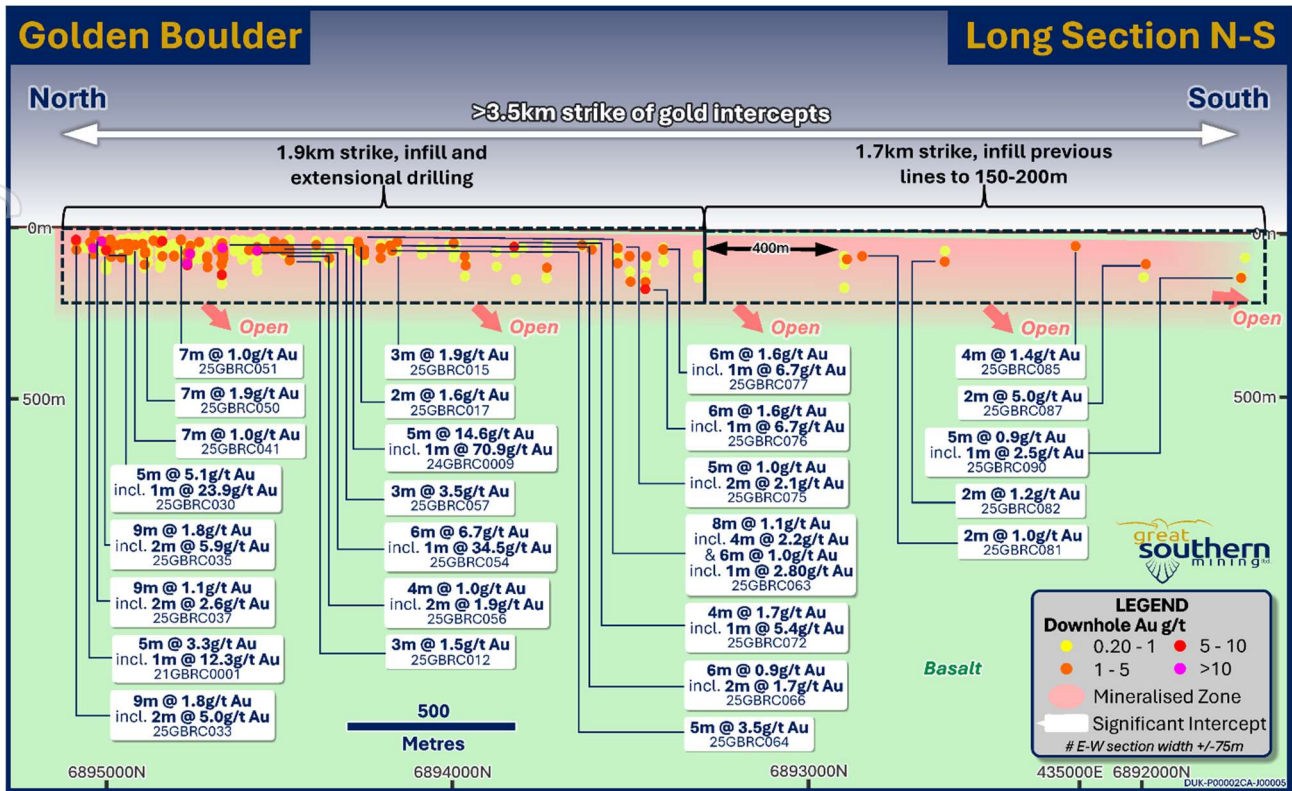 Golden Boulder
Long Section N-S
North
South
>3.5km strike of gold intercepts
1.9km strike, infill and
extensional drilling
1.7km strike, infill previous
lines to 150-200m
0m
0m
400m
Open
Open
Open
Open
Open
500m
500m
7m @ 1.0g/t Au
25GBRC051
7m @ 1.9g/t Au
25GBRC050
7m @ 1.0g/t Au
25GBRC041
5m @ 5.1g/t Au
incl. 1m @ 23.9g/t Au
25GBRC030
9m @ 1.8g/t Au
incl. 2m @ 5.9g/t Au
25GBRC035
9m @ 1.1g/t Au
incl. 2m @ 2.6g/t Au
25GBRC037
5m @ 3.3g/t Au
incl. 1m @ 12.3g/t Au
21GBRC0001
9m @ 1.8g/t Au
incl. 2m @ 5.0g/t Au
25GBRC033
3m @ 1.9g/t Au
25GBRC015
2m @ 1.6g/t Au
25GBRC017
5m @ 14.6g/t Au
incl. 1m @ 70.9g/t Au
24GBRC0009
3m @ 3.5g/t Au
25GBRC057
6m @ 6.7g/t Au
incl. 1m @ 34.5g/t Au
25GBRC054
4m @ 1.0g/t Au
incl. 2m @ 1.9g/t Au
25GBRC056
3m @ 1.5g/t Au
25GBRC012
6m @ 1.6g/t Au
incl. 1m @ 6.7g/t Au
25GBRC077
6m @ 1.6g/t Au
incl. 1m @ 6.7g/t Au
25GBRC076
5m @ 1.0g/t Au
incl. 2m @ 2.1g/t Au
25GBRC075
8m @ 1.1g/t Au
incl. 4m @ 2.2g/t Au
& 6m @ 1.0g/t Au
incl. 1m @ 2.80g/t Au
25GBRC063
4m @ 1.7g/t Au
incl. 1m @ 5.4g/t Au
25GBRC072
6m @ 0.9g/t Au
incl. 2m @ 1.7g/t Au
25GBRC066
5m @ 3.5g/t Au
25GBRC064
4m @ 1.4g/t Au
25GBRC085
2m @ 5.0g/t Au
25GBRC087
5m @ 0.9g/t Au
incl. 1m @ 2.5g/t Au
25GBRC090
2m @ 1.2g/t Au
25GBRC082
2m @ 1.0g/t Au
25GBRC081
great
southern
mining Ltd.
Basalt
500
Metres
LEGEND
Downhole Au g/t
0.20 - 1
5 - 10
1 - 5
>10
Mineralised Zone
Significant Intercept
# E-W section width +/-75m
6895000N
6894000N
6893000N
435000E
6892000N
DUK-P00002CA-J00005